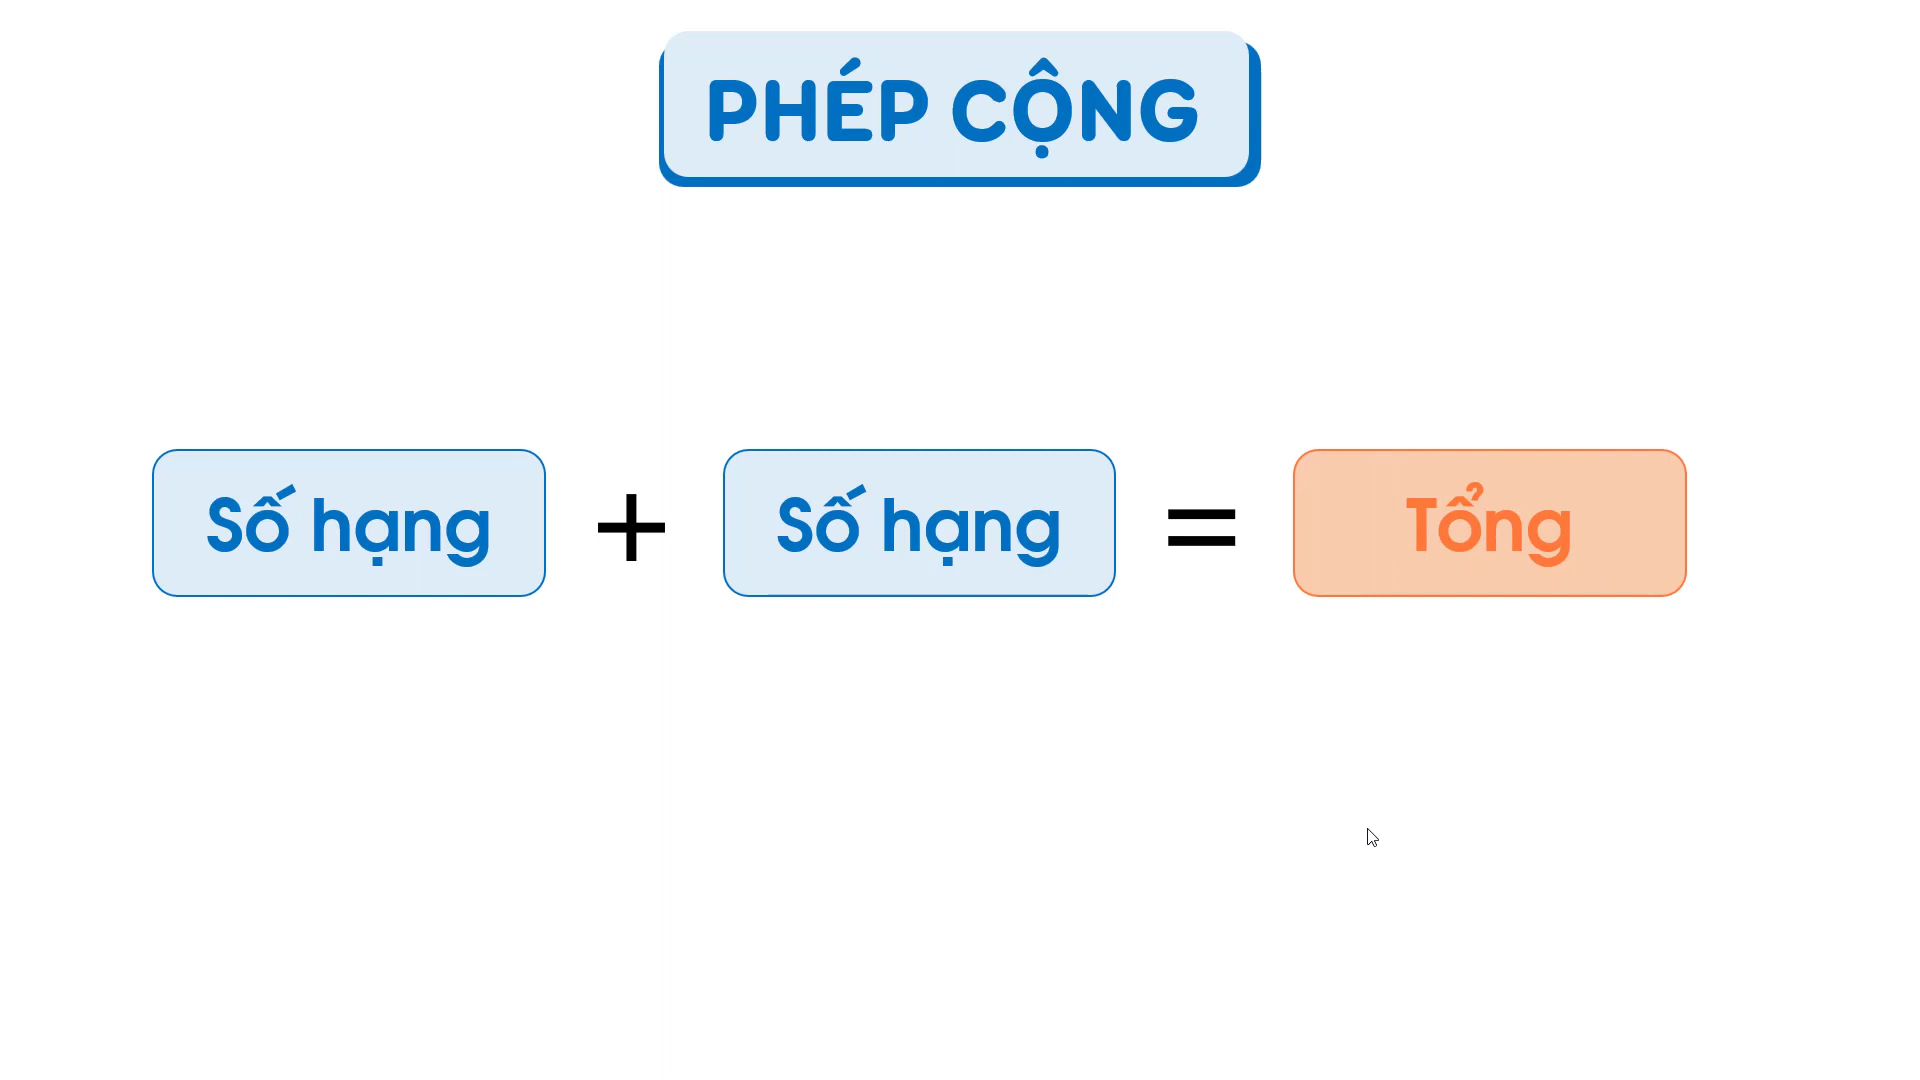 PHÉP CỘNG
Số hạng + Số hạng = Tổng